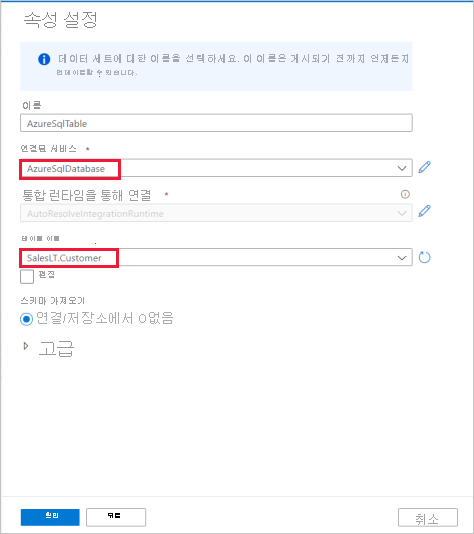 속성 설정
데이터 세트에 대한 이름을 선택하세요. 이 이름은 게시되기 전까지 언제든지
업데이트할 수 있습니다.
이름
AzureSqlTable
연결된 서비스 *
AzureSqlDatabase
통합 런타임을 통해 연결 *
AutoResolveIntegrationRuntime
테이블 이름
SalesLT.Customer
편집
스키마 가져오기
연결/저장소에서 0없음
고급
확인
뒤로
취소